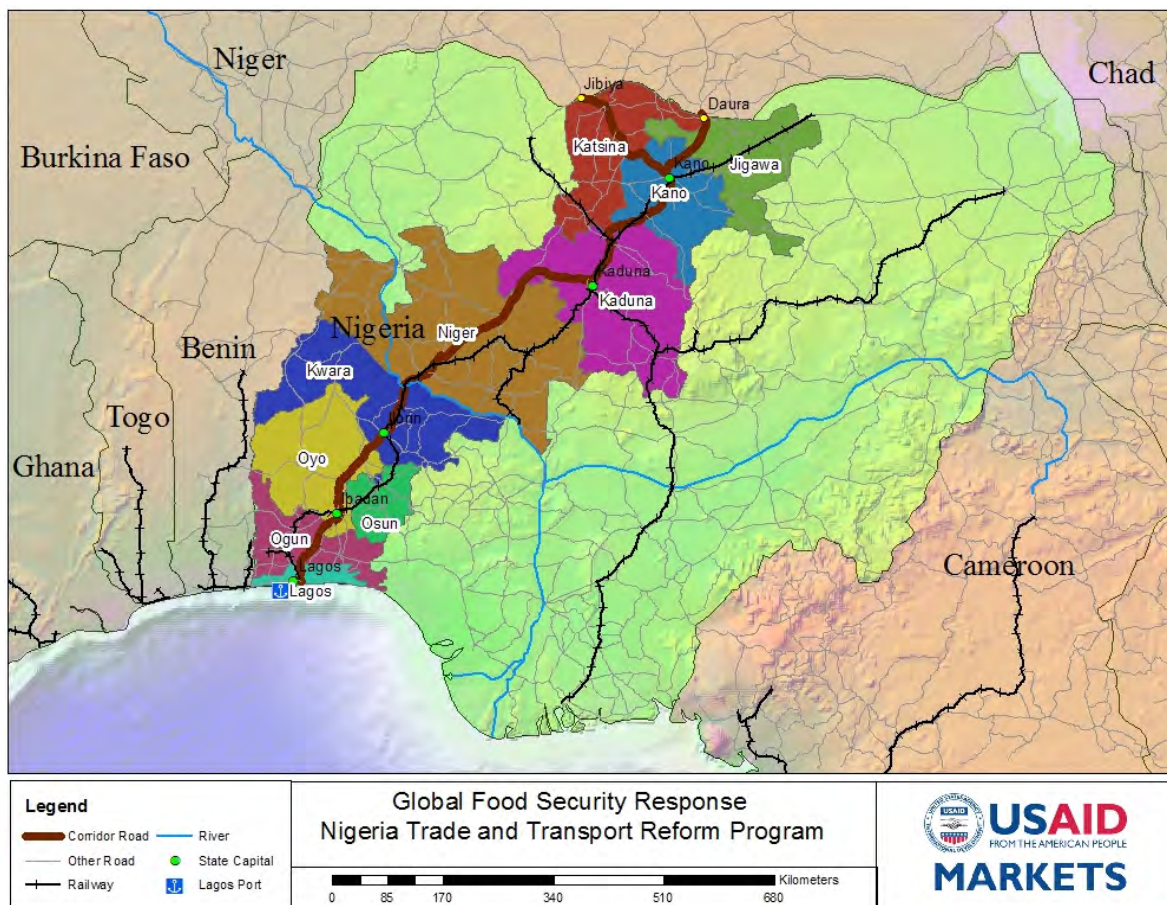 Niger
Chad
Jibiya
Daura
Burkina Faso
Katsina
Kano
Jigawa
Kano
Kaduna
Kaduna
Nigeria
Niger
Benin
Kwara
Togo
Ilorin
Ghana
Oyo
Ibadan
Osun
Ogun
Cameroon
Lagos
Lagos
Legend
Corridor Road
River
Other Road
State Capital
Railway
Lagos Port
Global Food Security Response
Nigeria Trade and Transport Reform Program
Kilometers
0 85 170 340 510 680
USAID
USAID
FROM THE AMERICAN PEOPLE
MARKETS